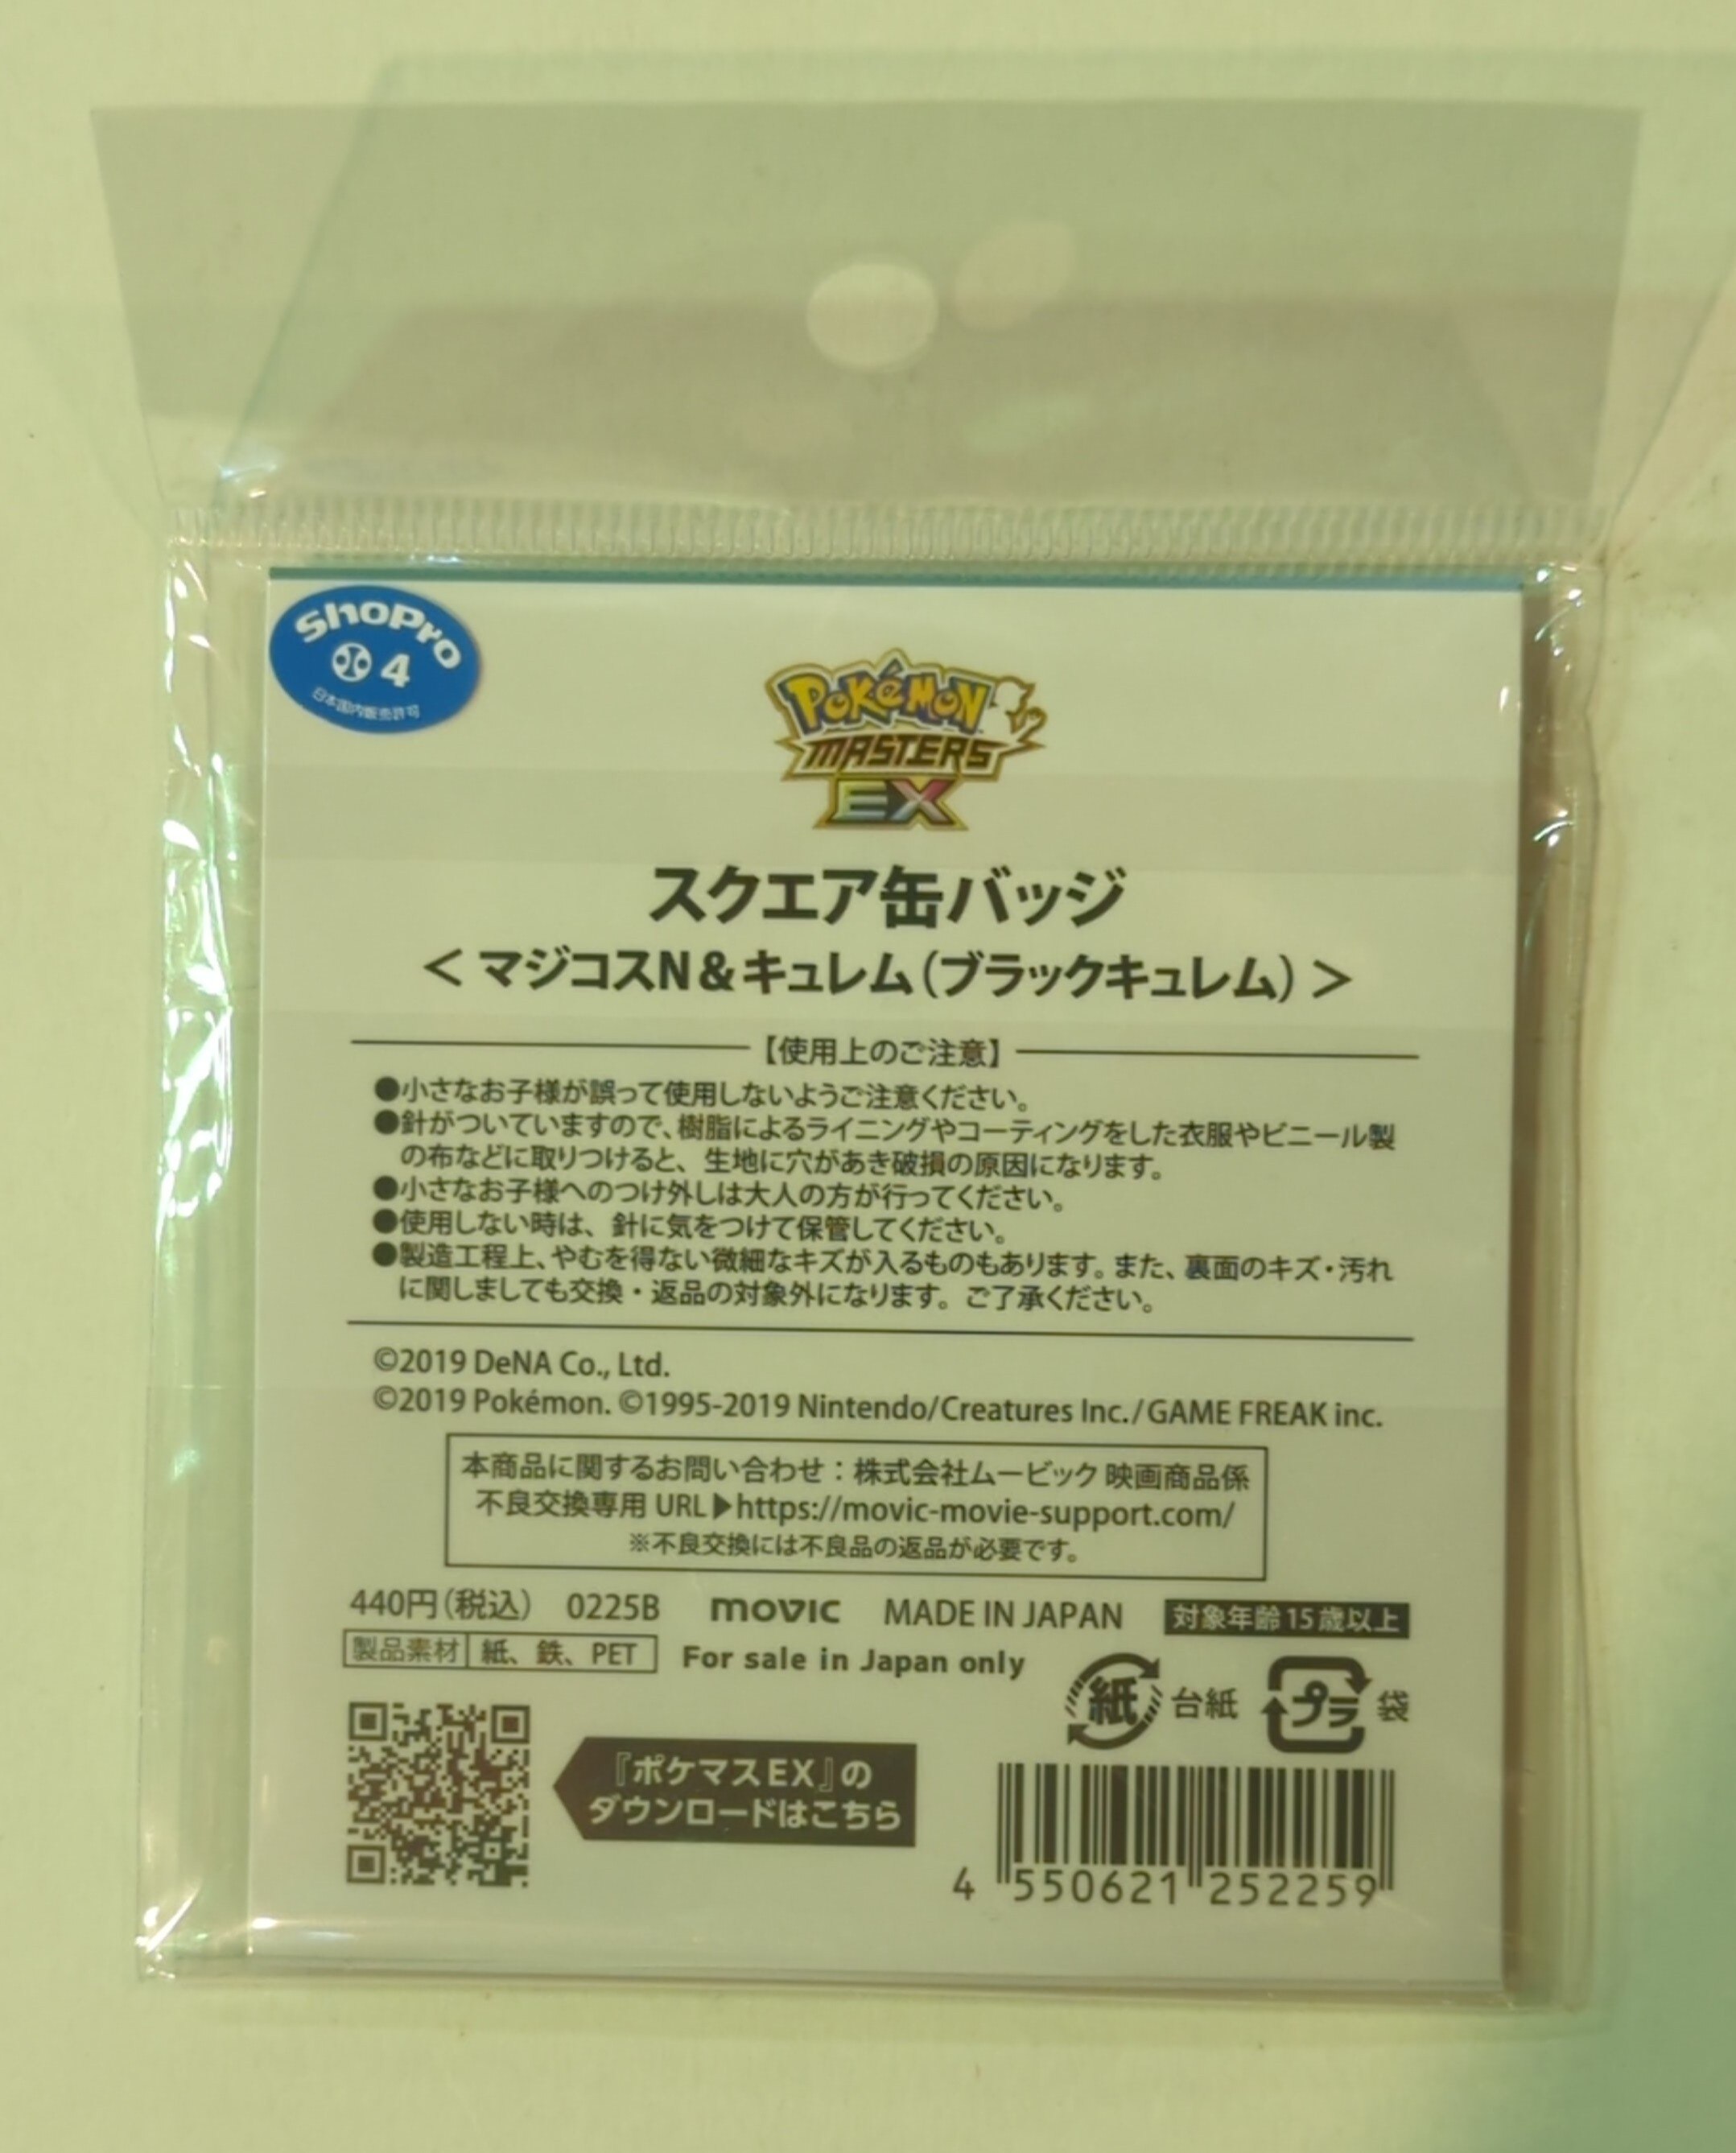 ShoPro
4
日本国内販売許可
POKéMON
MASTERS
EX
スクエア缶バッジ
＜マジコスN＆キュレム（ブラックキュレム）＞
【使用上のご注意】
●小さなお子様が誤って使用しないようご注意ください。
●針がついていますので、樹脂によるライニングやコーティングをした衣服やビニール製
の布などに取りつけると、生地に穴があき破損の原因になります。
●小さなお子様へのつけ外しは大人の方が行ってください。
●使用しない時は、針に気をつけて保管してください。
●製造工程上、やむを得ない微細なキズが入るものもあります。また、裏面のキズ・汚れ
に関しましても交換・返品の対象外になります。ご了承ください。
©2019 DeNA Co., Ltd.
©2019 Pokémon. ©1995-2019 Nintendo/Creatures Inc./GAME FREAK inc.
本商品に関するお問い合わせ：株式会社ムービック 映画商品係
不良交換専用 URL▶https://movic-movie-support.com/
※不良交換には不良品の返品が必要です。
440円（税込） 0225B movic MADE IN JAPAN 対象年齢15歳以上
製品素材 紙、鉄、PET For sale in Japan only
紙 台紙 プラ 袋
『ポケマスEX』の
ダウンロードはこちら
4 550621 252259